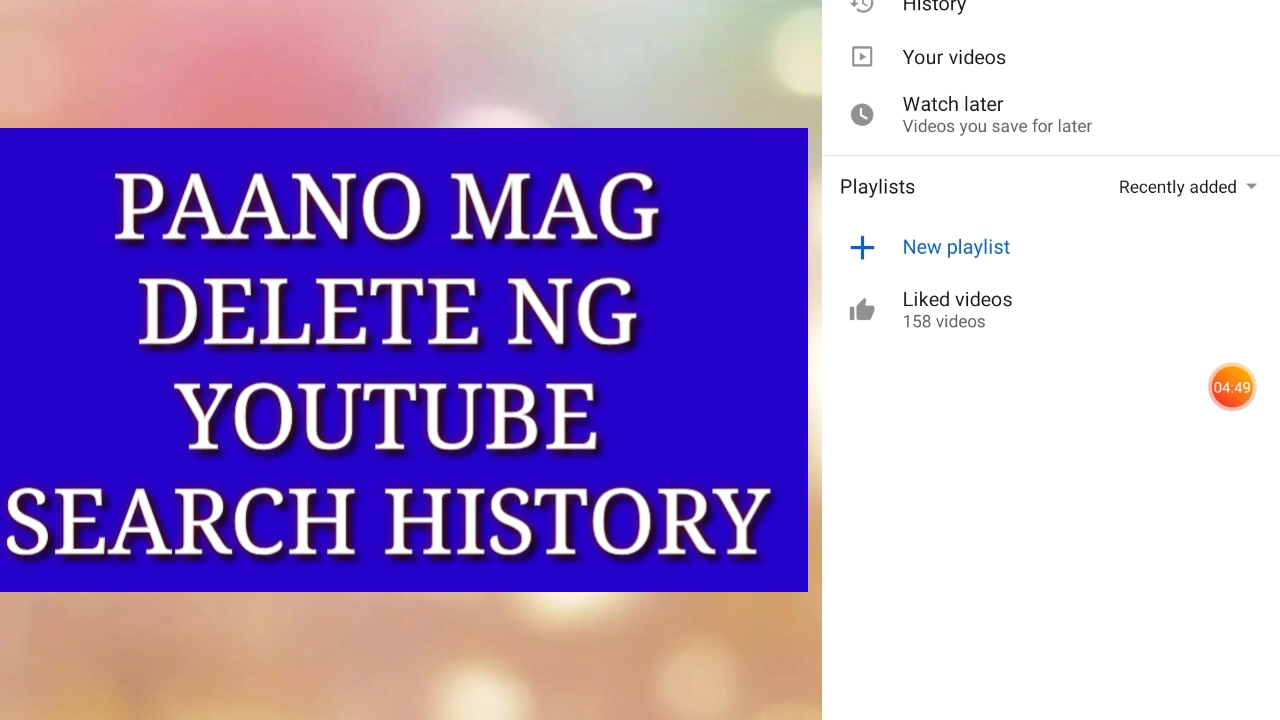 PAANO MAG
DELETE NG
YOUTUBE
SEARCH HISTORY
History
Your videos
Watch later
Videos you save for later
Playlists
Recently added
New playlist
Liked videos
158 videos
04:49